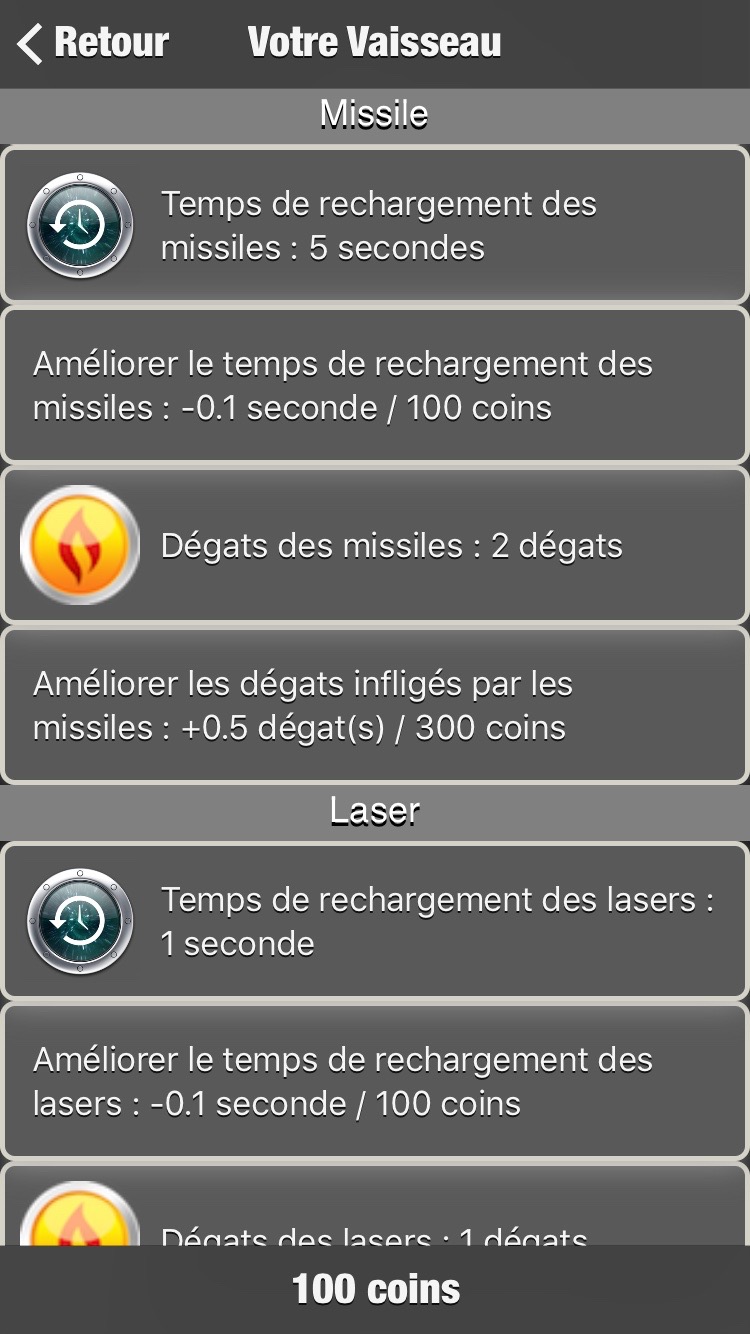 Retour
Votre Vaisseau
Missile
Temps de rechargement des
missiles : 5 secondes
Améliorer le temps de rechargement des
missiles : -0.1 seconde / 100 coins
Dégats des missiles : 2 dégats
Améliorer les dégats infligés par les
missiles : +0.5 dégat(s) / 300 coins
Laser
Temps de rechargement des lasers :
1 seconde
Améliorer le temps de rechargement des
lasers : -0.1 seconde / 100 coins
Dégats des lasers : 1 dégats
100 coins